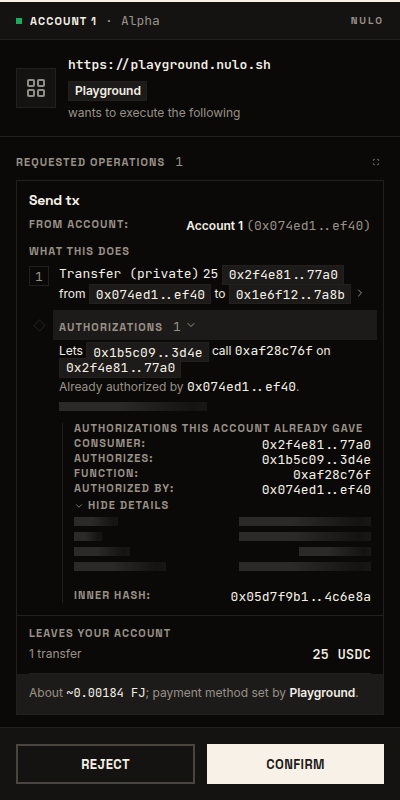 ACCOUNT 1 · Alpha
NULO
https://playground.nulo.sh
Playground
wants to execute the following
REQUESTED OPERATIONS 1
Send tx
FROM ACCOUNT: Account 1 (0x074ed1..ef40)
WHAT THIS DOES
1 Transfer (private) 25 0x2f4e81..77a0
from 0x074ed1..ef40 to 0x1e6f12..7a8b
AUTHORIZATIONS 1
Lets 0x1b5c09..3d4e call 0xaf28c76f on
0x2f4e81..77a0
Already authorized by 0x074ed1..ef40.
AUTHORIZATIONS THIS ACCOUNT ALREADY GAVE
CONSUMER: 0x2f4e81..77a0
AUTHORIZES: 0x1b5c09..3d4e
FUNCTION: 0xaf28c76f
AUTHORIZED BY: 0x074ed1..ef40
HIDE DETAILS
INNER HASH: 0x05d7f9b1..4c6e8a
LEAVES YOUR ACCOUNT
1 transfer 25 USDC
About ~0.00184 FJ; payment method set by Playground.
REJECT
CONFIRM